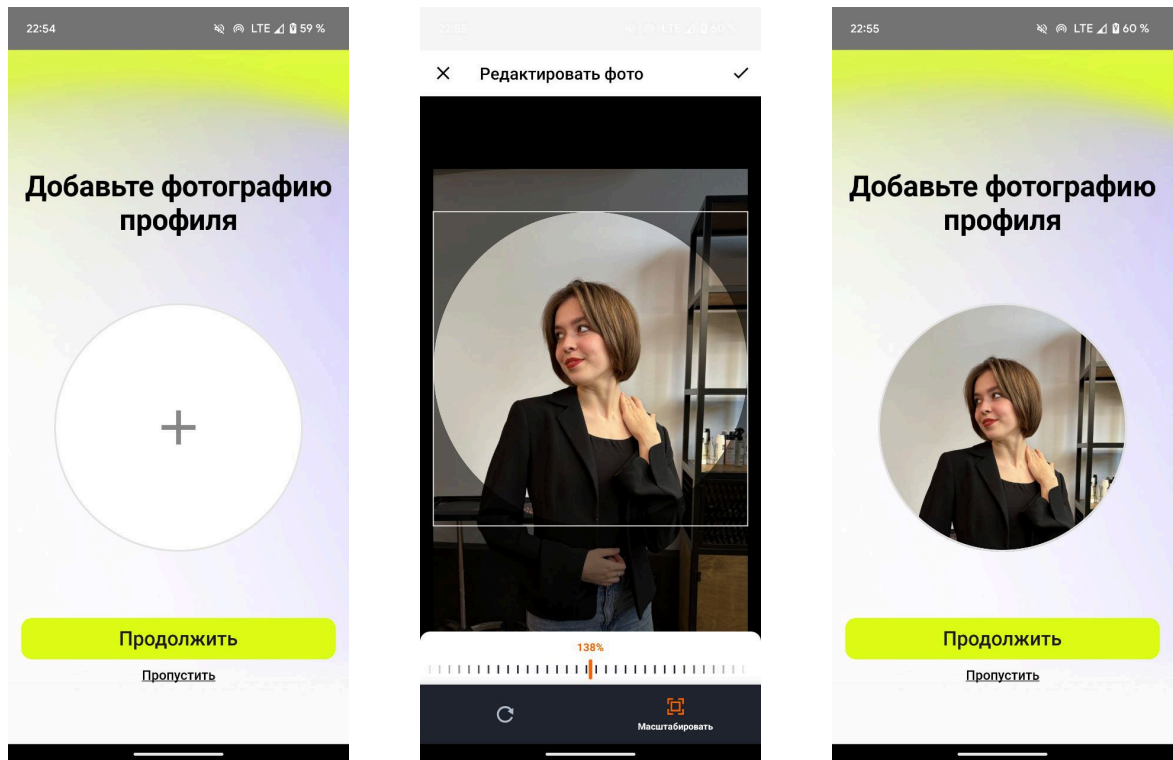 22:54
LTE 59 %
Добавьте фотографию
профиля
Продолжить
Пропустить
Редактировать фото
138%
Масштабировать
22:55
LTE 60 %
Добавьте фотографию
профиля
Продолжить
Пропустить